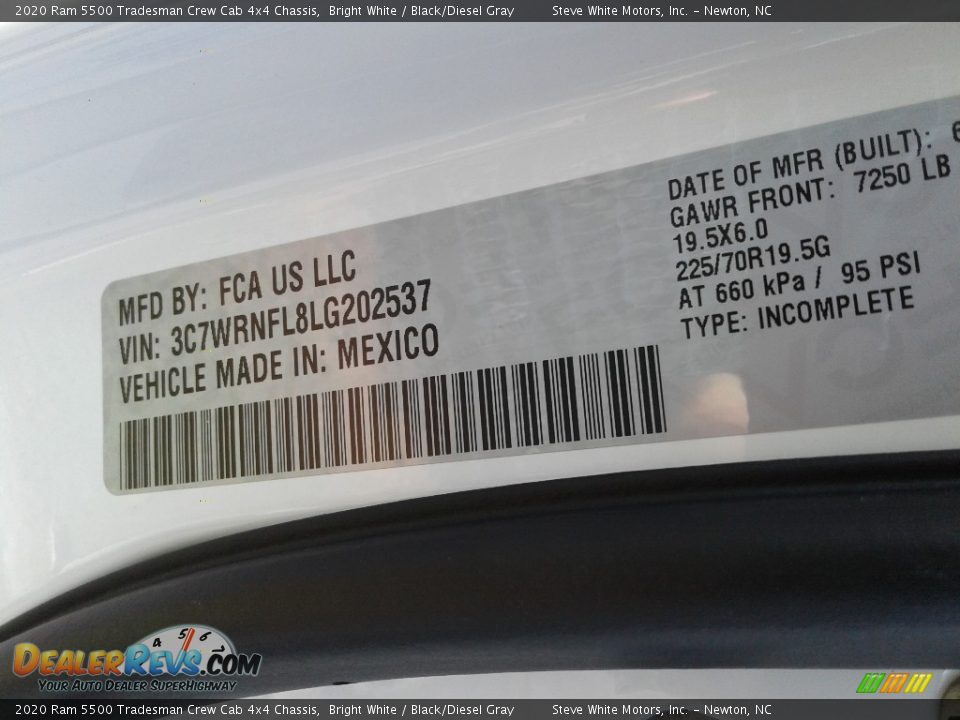 2020 Ram 5500 Tradesman Crew Cab 4x4 Chassis, Bright White / Black/Diesel Gray Steve White Motors, Inc. - Newton, NC
MFD BY: FCA US LLC
VIN: 3C7WRNFL8LG202537
VEHICLE MADE IN: MEXICO
DATE OF MFR (BUILT): 6
GAWR FRONT: 7250 LB
19.5X6.0
225/70R19.5G
AT 660 kPa / 95 PSI
TYPE: INCOMPLETE
4 5 6
DEALERREVS.COM
YOUR AUTO DEALER SUPERHIGHWAY
2020 Ram 5500 Tradesman Crew Cab 4x4 Chassis, Bright White / Black/Diesel Gray Steve White Motors, Inc. - Newton, NC